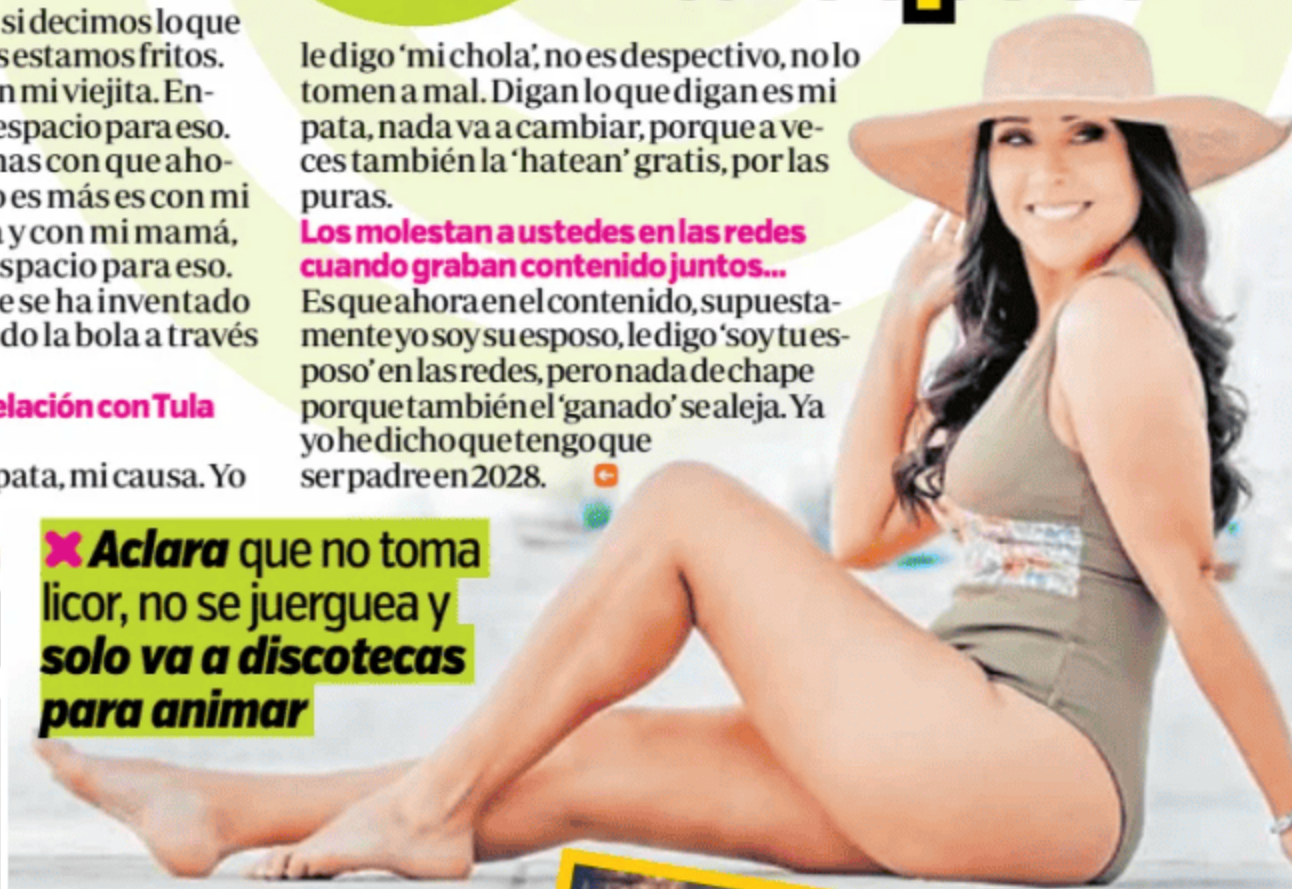 si decimos lo que
estamos fritos.
mi viejita. En-
espacio para eso.
con que aho-
es más es con mi
y con mi mamá,
espacio para eso.
se ha inventado
la bola a través
relación con Tula
pata, mi causa. Yo
le digo ‘mi chola’, no es despectivo, no lo
tomen a mal. Digan lo que digan es mi
pata, nada va a cambiar, porque a ve-
ces también la ‘hatean’ gratis, por las
puras.
Los molestan a ustedes en las redes
cuando graban contenido juntos...
Es que ahora en el contenido, supuesta-
mente yo soy su esposo, le digo ‘soy tu es-
poso’ en las redes, pero nada de chape
porque también el ‘ganado’ se aleja. Ya
yo he dicho que tengo que
ser padre en 2028.
Aclara que no toma
licor, no se juerguea y
solo va a discotecas
para animar